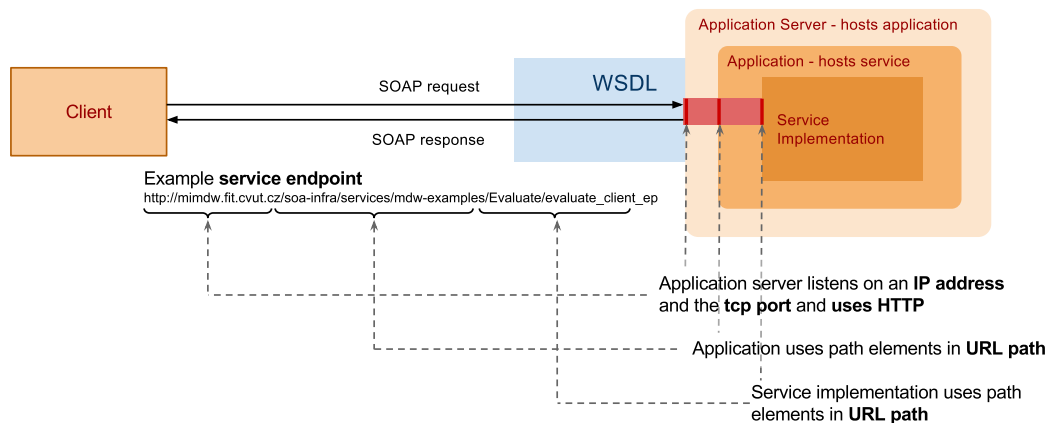 Application Server - hosts application
Application - hosts service
WSDL
SOAP request
Client
Service
Implementation
SOAP response
Example service endpoint
http://mimdw.fit.cvut.cz/soa-infra/services/mdw-examples/Evaluate/evaluate_client_ep
Application server listens on an IP address
and the tcp port and uses HTTP
Application uses path elements in URL path
Service implementation uses path
elements in URL path